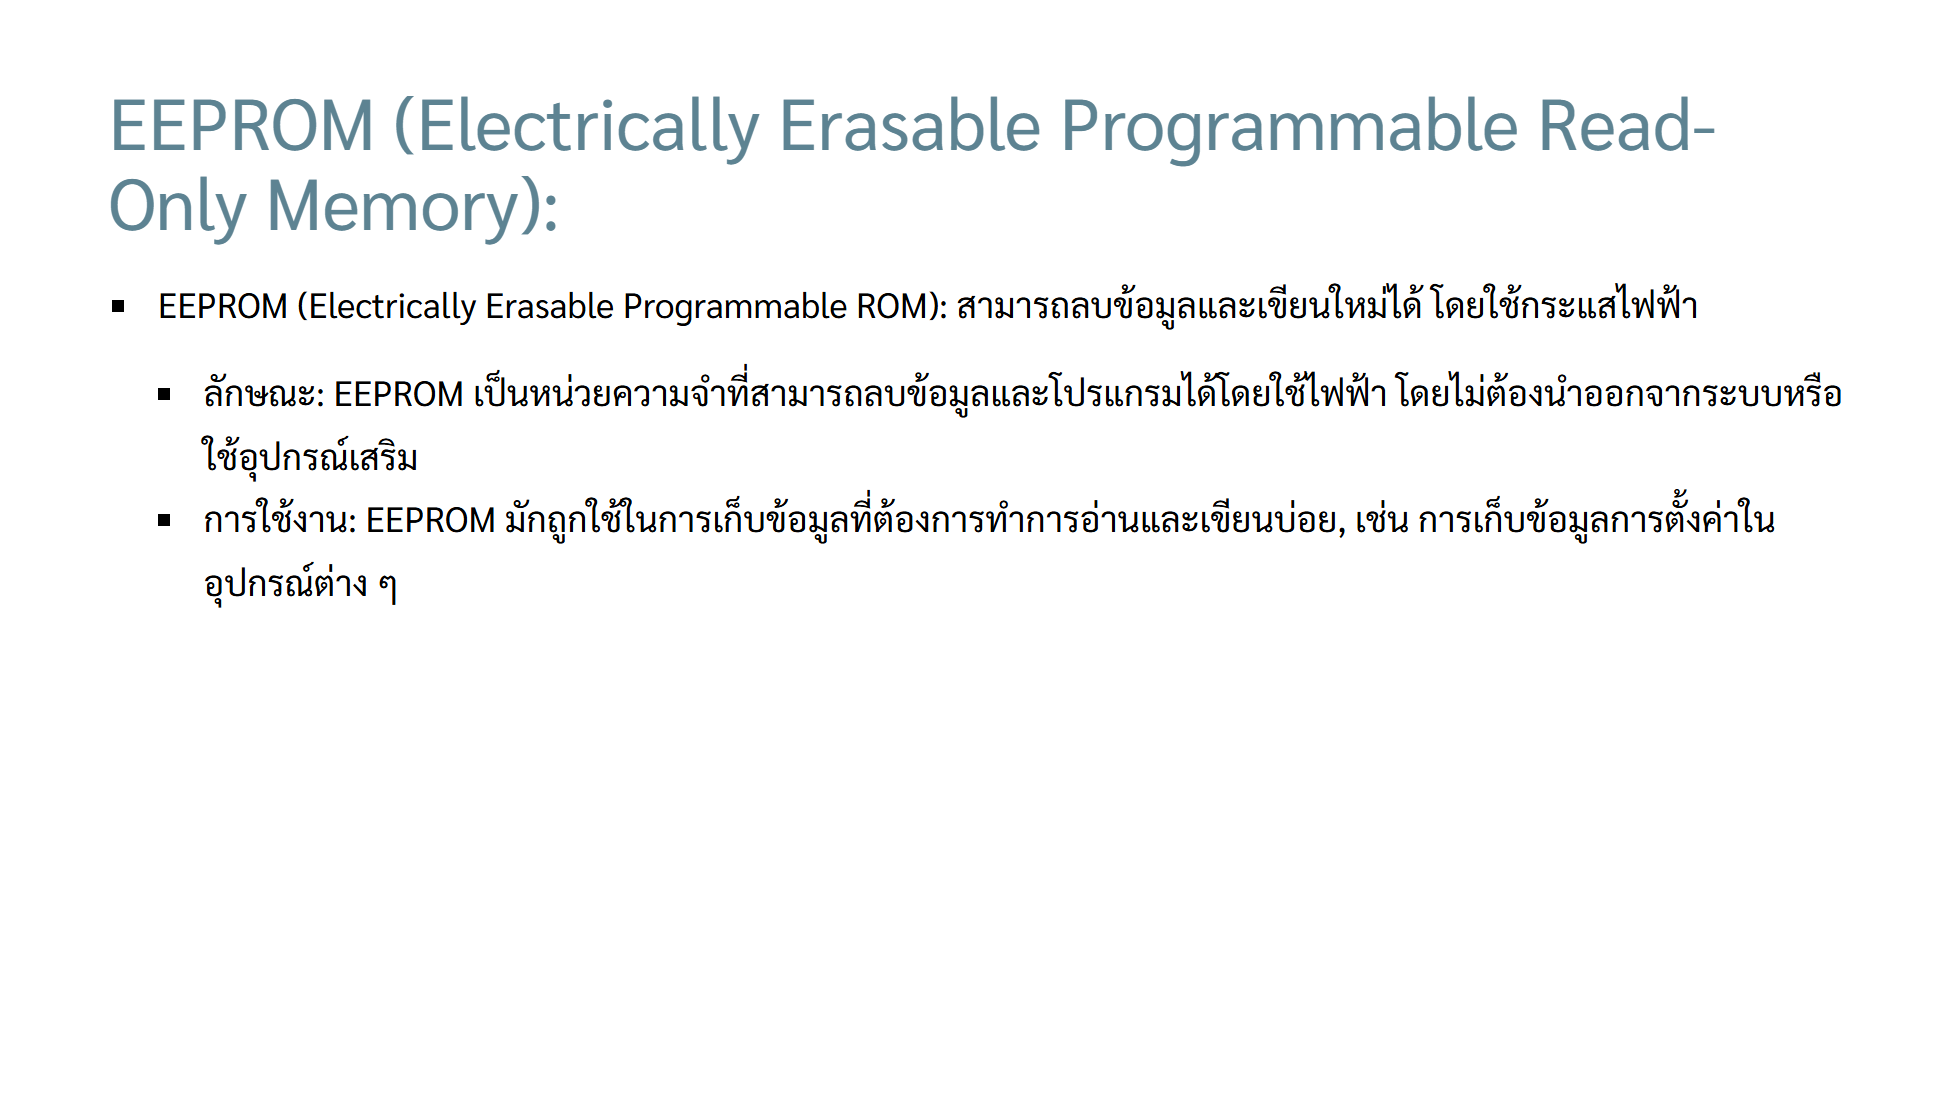 EEPROM (Electrically Erasable Programmable Read-
Only Memory):
▪ EEPROM (Electrically Erasable Programmable ROM): สามารถลบข้อมูลและเขียนใหม่ได้ โดยใช้กระแสไฟฟ้า
▪ ลักษณะ: EEPROM เป็นหน่วยความจำที่สามารถลบข้อมูลและโปรแกรมได้โดยใช้ไฟฟ้า โดยไม่ต้องนำออกจากระบบหรือ
ใช้อุปกรณ์เสริม
▪ การใช้งาน: EEPROM มักถูกใช้ในการเก็บข้อมูลที่ต้องการทำการอ่านและเขียนบ่อย, เช่น การเก็บข้อมูลการตั้งค่าใน
อุปกรณ์ต่าง ๆ